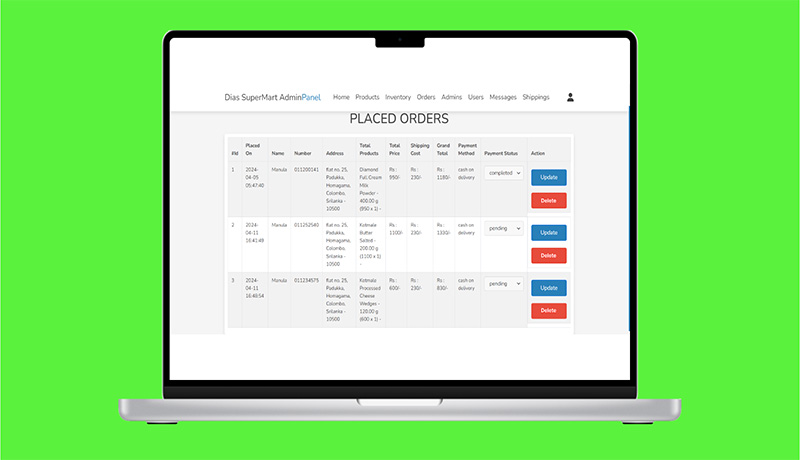 Dias SuperMart AdminPanel Home Products Inventory Orders Admins Users Messages Shippings
PLACED ORDERS
#Id Placed On Name Number Address Total Products Total Price Shipping Cost Grand Total Payment Method Payment Status Action
1 2024-04-05 05:47:40 Manula 011200141 flat no. 25, Padukka, Homagama, Colombo, Srilanka - 10500 Diamond Full Cream Milk Powder - 400.00 g (950 x 1) - Rs : 950/- Rs : 230/- Rs : 1180/- cash on delivery completed Update Delete
2 2024-04-11 16:41:49 Manula 011252540 flat no. 25, Padukka, Homagama, Colombo, Srilanka - 10500 Kotmale Butter Salted - 200.00 g (1100 x 1) - Rs : 1100/- Rs : 230/- Rs : 1330/- cash on delivery pending Update Delete
3 2024-04-11 16:48:54 Manula 011234575 flat no. 25, Padukka, Homagama, Colombo, Srilanka - 10500 Kotmale Processed Cheese Wedges - 120.00 g (600 x 1) - Rs : 600/- Rs : 230/- Rs : 830/- cash on delivery pending Update Delete